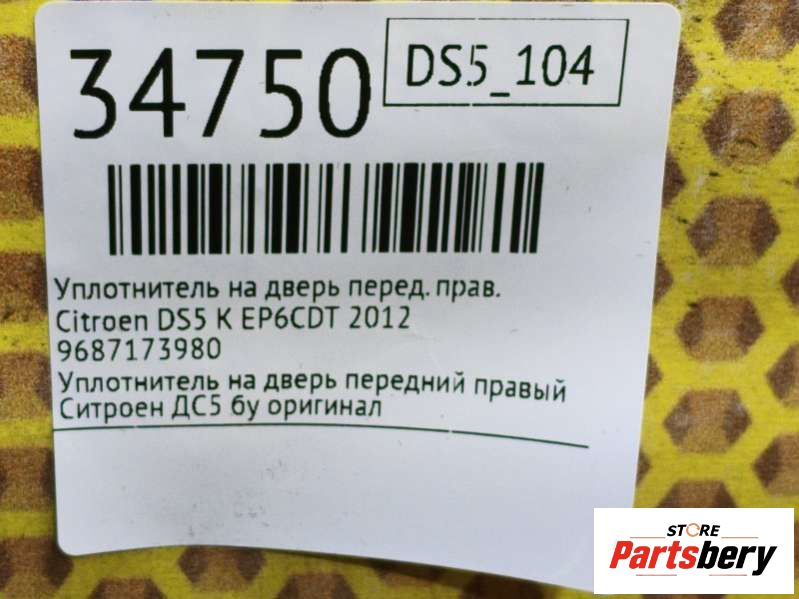 34750
DS5_104
Уплотнитель на дверь перед. прав.
Citroen DS5 K EP6CDT 2012
9687173980
Уплотнитель на дверь передний правый
Ситроен ДС5 бу оригинал
STORE
Partsbery